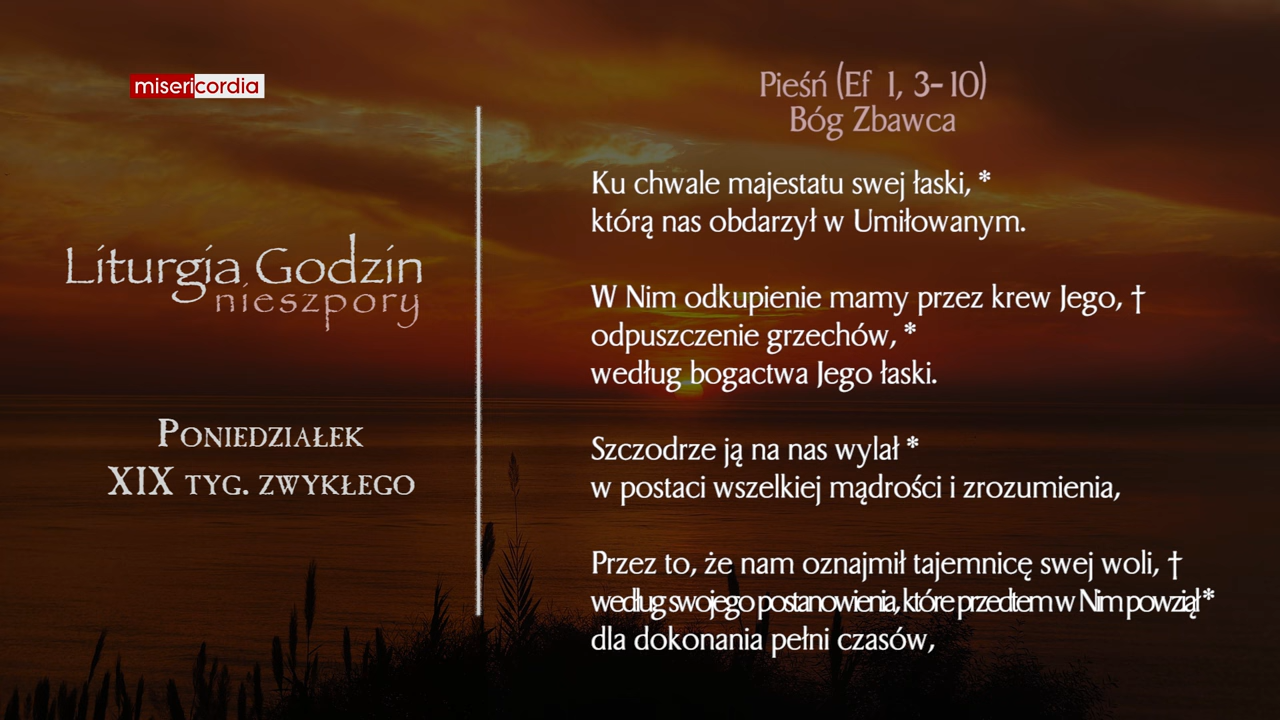 misericordia
Liturgia Godzin
nieszpory
Poniedziałek
XIX tyg. zwykłego
Pieśń (Ef 1, 3-10)
Bóg Zbawca
Ku chwale majestatu swej łaski, *
którą nas obdarzył w Umiłowanym.
W Nim odkupienie mamy przez krew Jego, †
odpuszczenie grzechów, *
według bogactwa Jego łaski.
Szczodrze ją na nas wylał *
w postaci wszelkiej mądrości i zrozumienia,
Przez to, że nam oznajmił tajemnicę swej woli, †
według swojego postanowienia, które przedtem w Nim powziął *
dla dokonania pełni czasów,